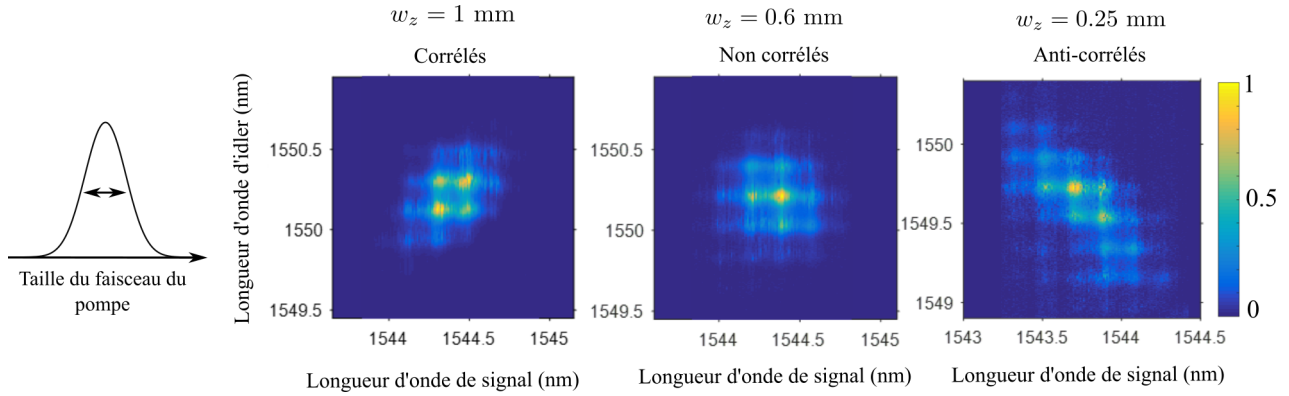 w_z = 1 mm
w_z = 0.6 mm
w_z = 0.25 mm
Corrélés
Non corrélés
Anti-corrélés
Taille du faisceau du
pompe
Longueur d'onde d'idler (nm)
1550.5
1550
1549.5
1544
1544.5
1545
Longueur d'onde de signal (nm)
1550.5
1550
1549.5
1544
1544.5
1545
Longueur d'onde de signal (nm)
1550
1549.5
1549
1543
1543.5
1544
1544.5
Longueur d'onde de signal (nm)
1
0.5
0